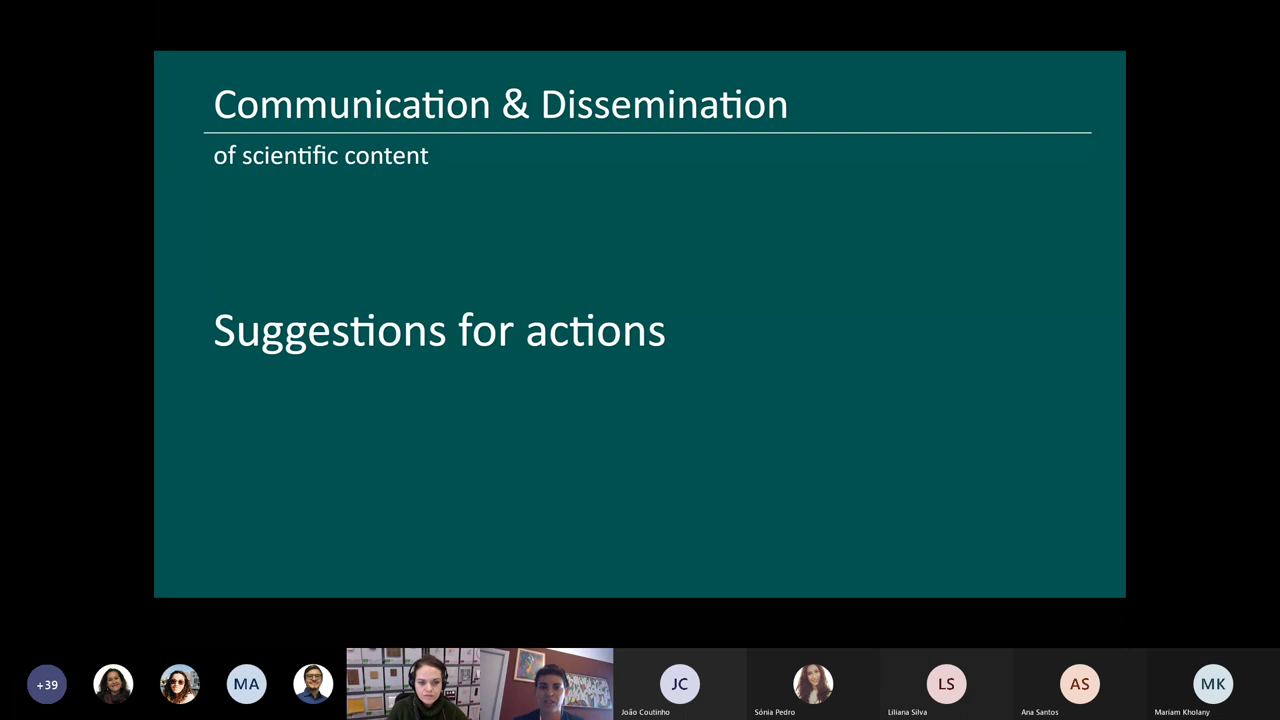 Communication & Dissemination
of scientific content
Suggestions for actions
+39
MA
JC
João Coutinho
Sónia Pedro
LS
Liliana Silva
AS
Ana Santos
MK
Mariam Kholany